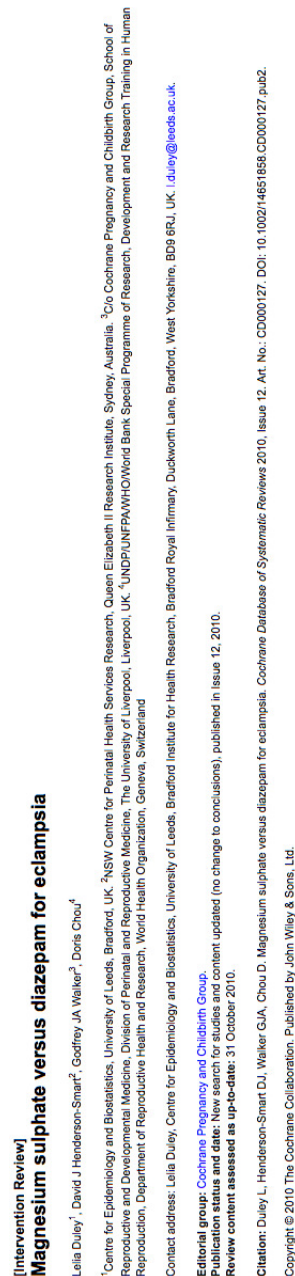 [Intervention Review]
Magnesium sulphate versus diazepam for eclampsia
Lelia Duley1, David J Henderson-Smart2, Godfrey JA Walker3, Doris Chou4
1Centre for Epidemiology and Biostatistics, University of Leeds, Bradford, UK. 2NSW Centre for Perinatal Health Services Research, Queen Elizabeth II Research Institute, Sydney, Australia. 3C/o Cochrane Pregnancy and Childbirth Group, School of
Reproductive and Developmental Medicine, Division of Perinatal and Reproductive Medicine, The University of Liverpool, Liverpool, UK. 4UNDP/UNFPA/WHO/World Bank Special Programme of Research, Development and Research Training in Human
Reproduction, Department of Reproductive Health and Research, World Health Organization, Geneva, Switzerland
Contact address: Lelia Duley, Centre for Epidemiology and Biostatistics, University of Leeds, Bradford Institute for Health Research, Bradford Royal Infirmary, Duckworth Lane, Bradford, West Yorkshire, BD9 6RJ, UK. l.duley@leeds.ac.uk.
Editorial group: Cochrane Pregnancy and Childbirth Group.
Publication status and date: New search for studies and content updated (no change to conclusions), published in Issue 12, 2010.
Review content assessed as up-to-date: 31 October 2010.
Citation: Duley L, Henderson-Smart DJ, Walker GJA, Chou D. Magnesium sulphate versus diazepam for eclampsia. Cochrane Database of Systematic Reviews 2010, Issue 12. Art. No.: CD000127. DOI: 10.1002/14651858.CD000127.pub2.
Copyright © 2010 The Cochrane Collaboration. Published by John Wiley & Sons, Ltd.